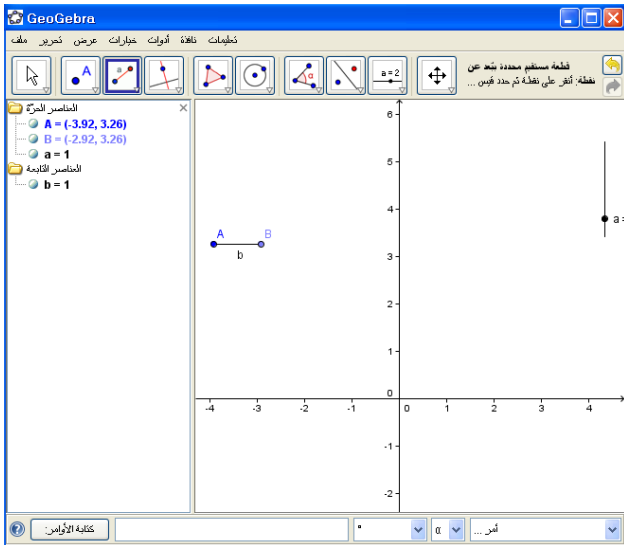 GeoGebra
ملف تحرير عرض خيارات أدوات نافذة تعليمات
A
a
α
a = 2
قطعة مستقيم محددة ببُعد عن
نقطة: أنقر على نقطة ثم حدد قيس ...
العناصر الحرّة
A = (-3.92, 3.26)
B = (-2.92, 3.26)
a = 1
العناصر التابعة
b = 1
6
5
4
3
2
1
0
-1
-2
-4 -3 -2 -1 0 1 2 3 4
A B
b
a =
كتابة الأوامر:
°
α
أمر ...